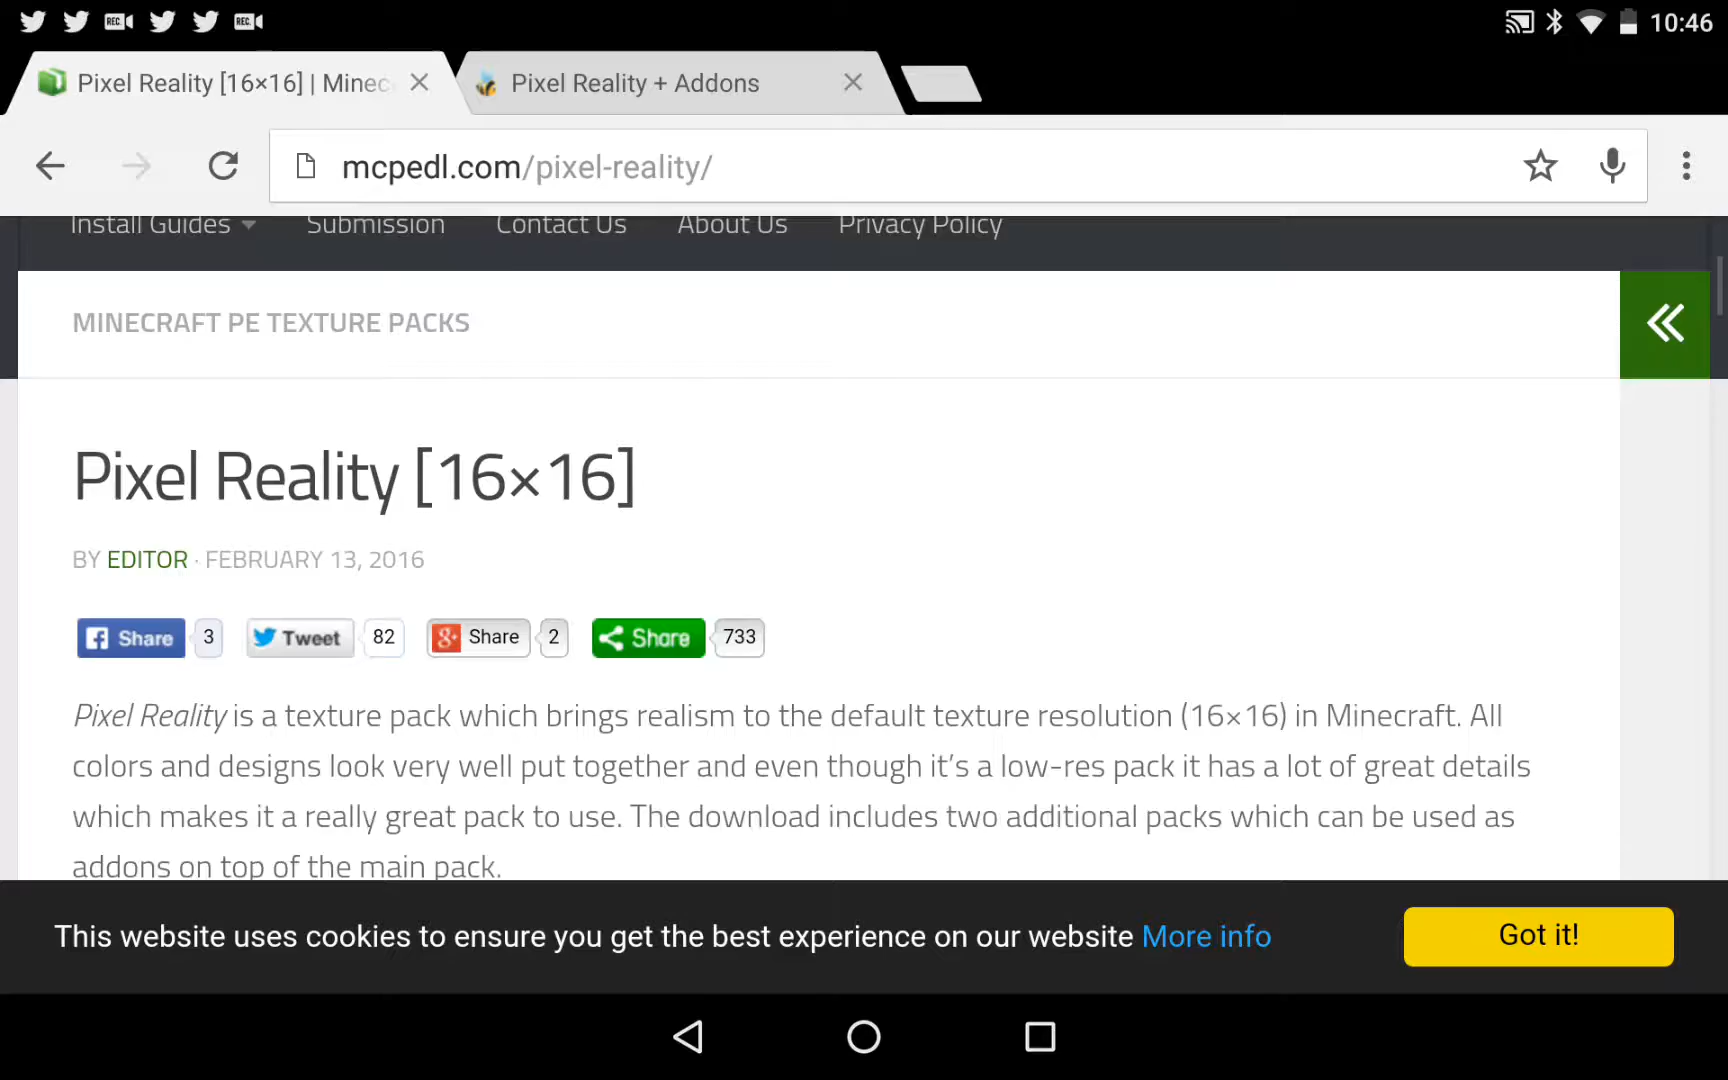 REC REC 10:46
Pixel Reality [16×16] | Minec Pixel Reality + Addons
mcpedl.com/pixel-reality/
Install Guides Submission Contact Us About Us Privacy Policy
MINECRAFT PE TEXTURE PACKS
Pixel Reality [16×16]
BY EDITOR · FEBRUARY 13, 2016
Share 3 Tweet 82 Share 2 Share 733
Pixel Reality is a texture pack which brings realism to the default texture resolution (16×16) in Minecraft. All
colors and designs look very well put together and even though it's a low-res pack it has a lot of great details
which makes it a really great pack to use. The download includes two additional packs which can be used as
addons on top of the main pack.
This website uses cookies to ensure you get the best experience on our website More info Got it!